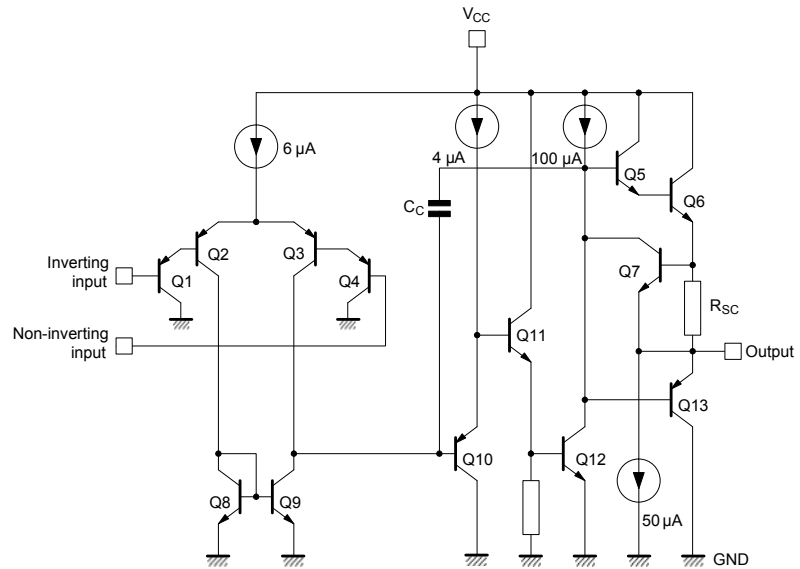 VCC
6 µA
4 µA
100 µA
Q5
Q6
CC
Q2
Q3
Inverting
input
Q1
Q4
Q7
RSC
Non-inverting
input
Q11
Output
Q13
Q10
Q12
Q8
Q9
50 µA
GND